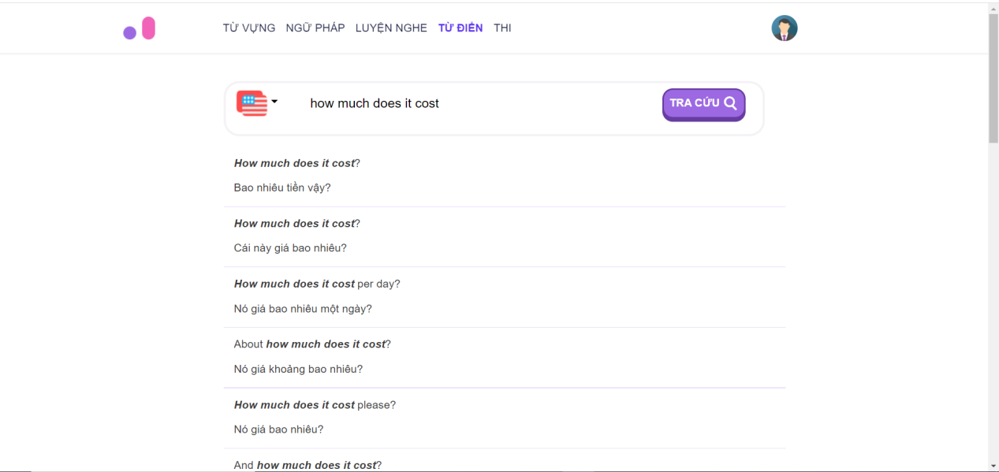 TỪ VỰNG NGỮ PHÁP LUYỆN NGHE TỪ ĐIỂN THI
how much does it cost TRA CỨU
How much does it cost?
Bao nhiêu tiền vậy?
How much does it cost?
Cái này giá bao nhiêu?
How much does it cost per day?
Nó giá bao nhiêu một ngày?
About how much does it cost?
Nó giá khoảng bao nhiêu?
How much does it cost please?
Nó giá bao nhiêu?
And how much does it cost?